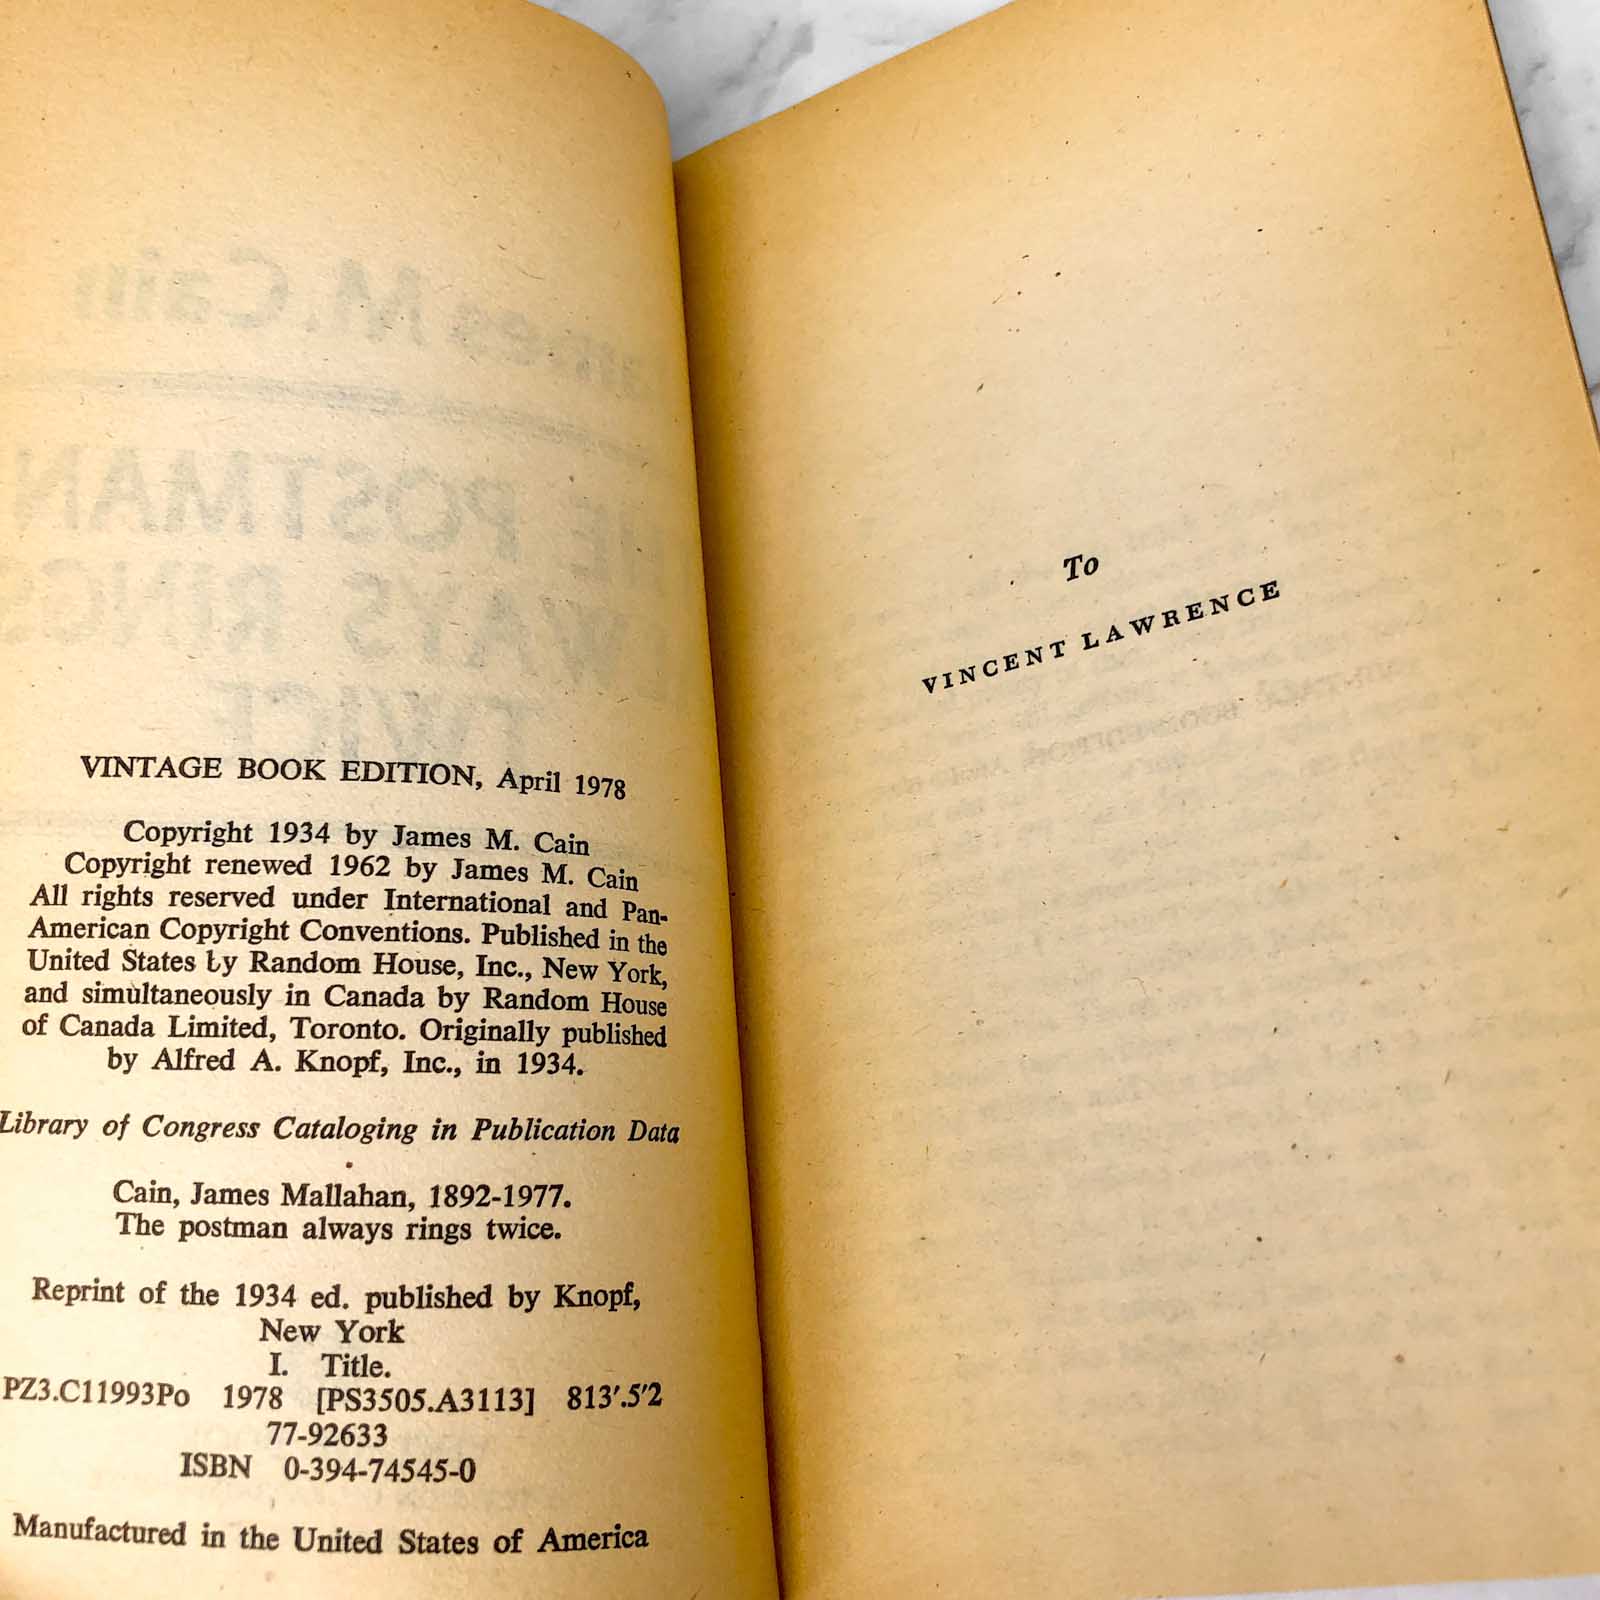 VINTAGE BOOK EDITION, April 1978
Copyright 1934 by James M. Cain
Copyright renewed 1962 by James M. Cain
All rights reserved under International and Pan-
American Copyright Conventions. Published in the
United States by Random House, Inc., New York,
and simultaneously in Canada by Random House
of Canada Limited, Toronto. Originally published
by Alfred A. Knopf, Inc., in 1934.
Library of Congress Cataloging in Publication Data
Cain, James Mallahan, 1892-1977.
The postman always rings twice.
Reprint of the 1934 ed. published by Knopf,
New York
I. Title.
PZ3.C11993Po 1978 [PS3505.A3113] 813'.5'2
77-92633
ISBN 0-394-74545-0
Manufactured in the United States of America
To
VINCENT LAWRENCE